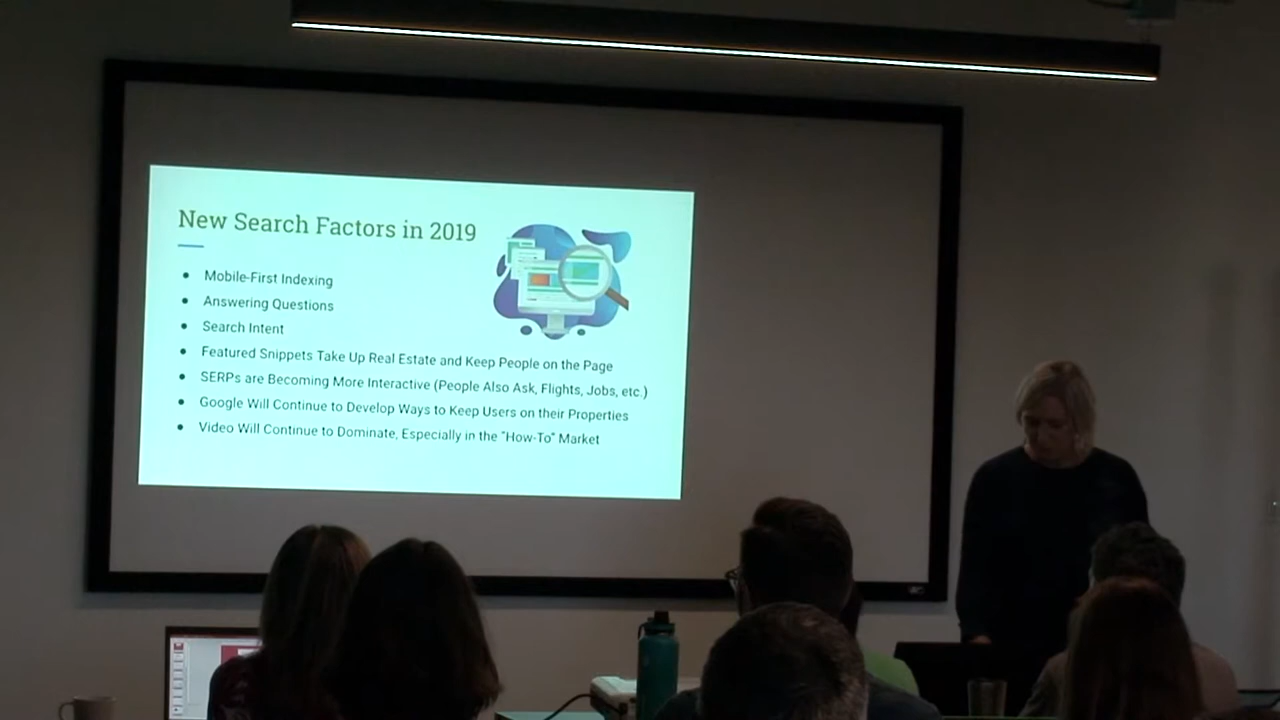 New Search Factors in 2019
Mobile-First Indexing
Answering Questions
Search Intent
Featured Snippets Take Up Real Estate and Keep People on the Page
SERPs are Becoming More Interactive (People Also Ask, Flights, Jobs, etc.)
Google Will Continue to Develop Ways to Keep Users on their Properties
Video Will Continue to Dominate, Especially in the "How-To" Market